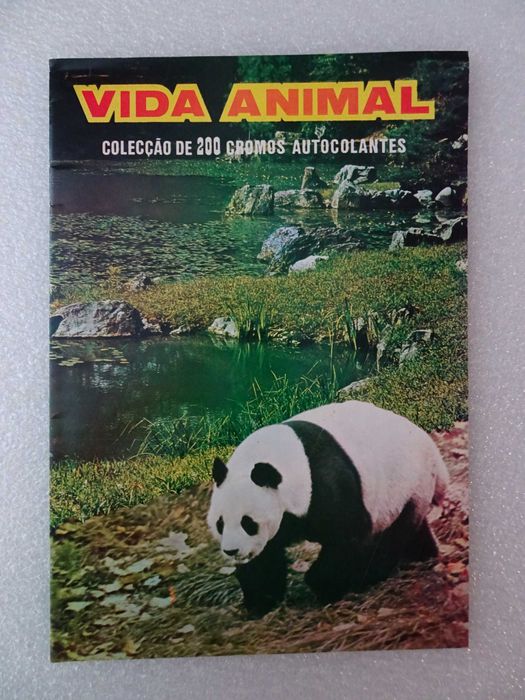 VIDA ANIMAL
COLECÇÃO DE 200 CROMOS AUTOCOLANTES